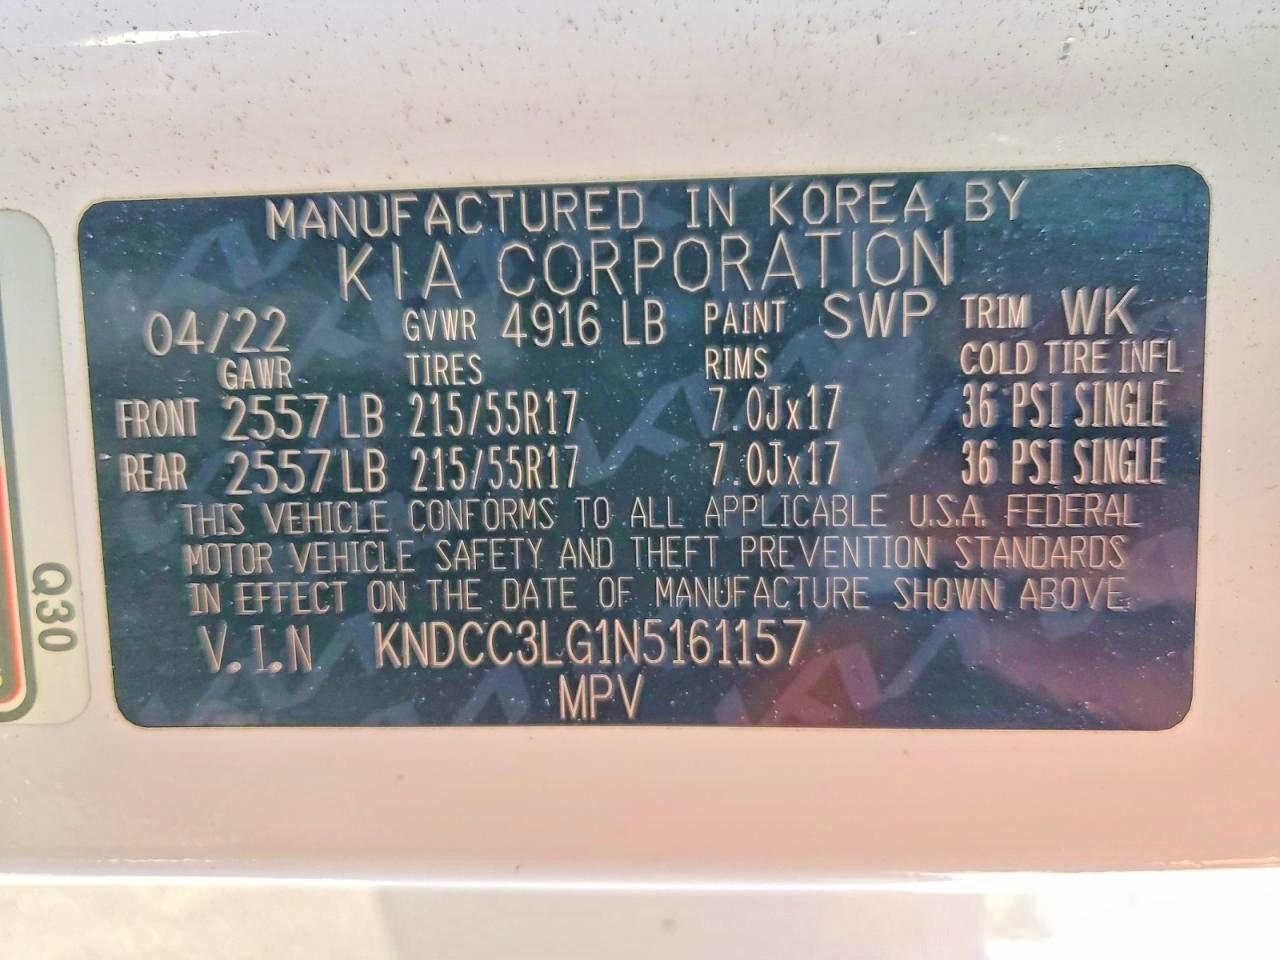 MANUFACTURED IN KOREA BY
KIA CORPORATION
04/22 GVWR 4916 LB PAINT SWP TRIM WK
GAWR TIRES RIMS COLD TIRE INFL
FRONT 2557 LB 215/55R17 7.0Jx17 36 PSI SINGLE
REAR 2557 LB 215/55R17 7.0Jx17 36 PSI SINGLE
THIS VEHICLE CONFORMS TO ALL APPLICABLE U.S.A. FEDERAL
MOTOR VEHICLE SAFETY AND THEFT PREVENTION STANDARDS
IN EFFECT ON THE DATE OF MANUFACTURE SHOWN ABOVE.
V.I.N KNDCC3LG1N5161157
MPV
Q30